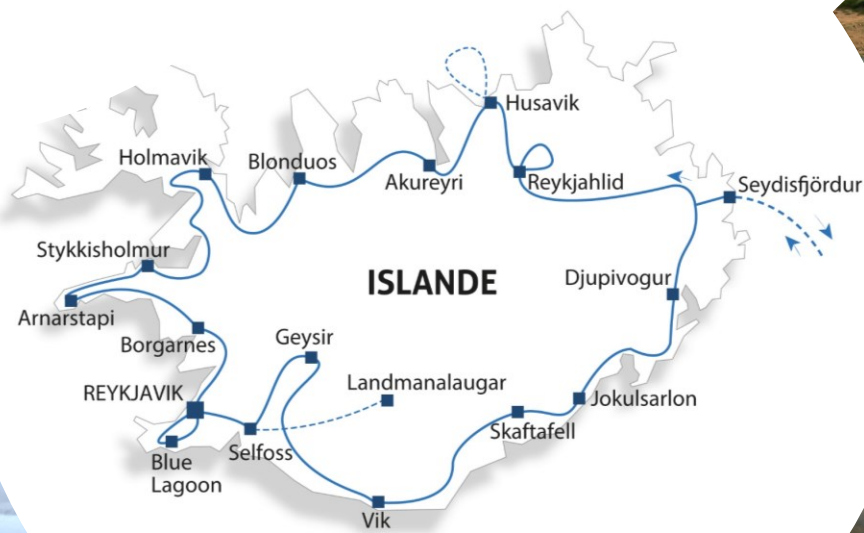 Husavik
Holmavik
Blonduos
Akureyri
Reykjahlid
Seydisfjördur
Stykkisholmur
ISLANDE
Djupivogur
Arnarstapi
Borgarnes
Geysir
REYKJAVIK
Landmanalaugar
Jokulsarlon
Skaftafell
Selfoss
Blue
Lagoon
Vik